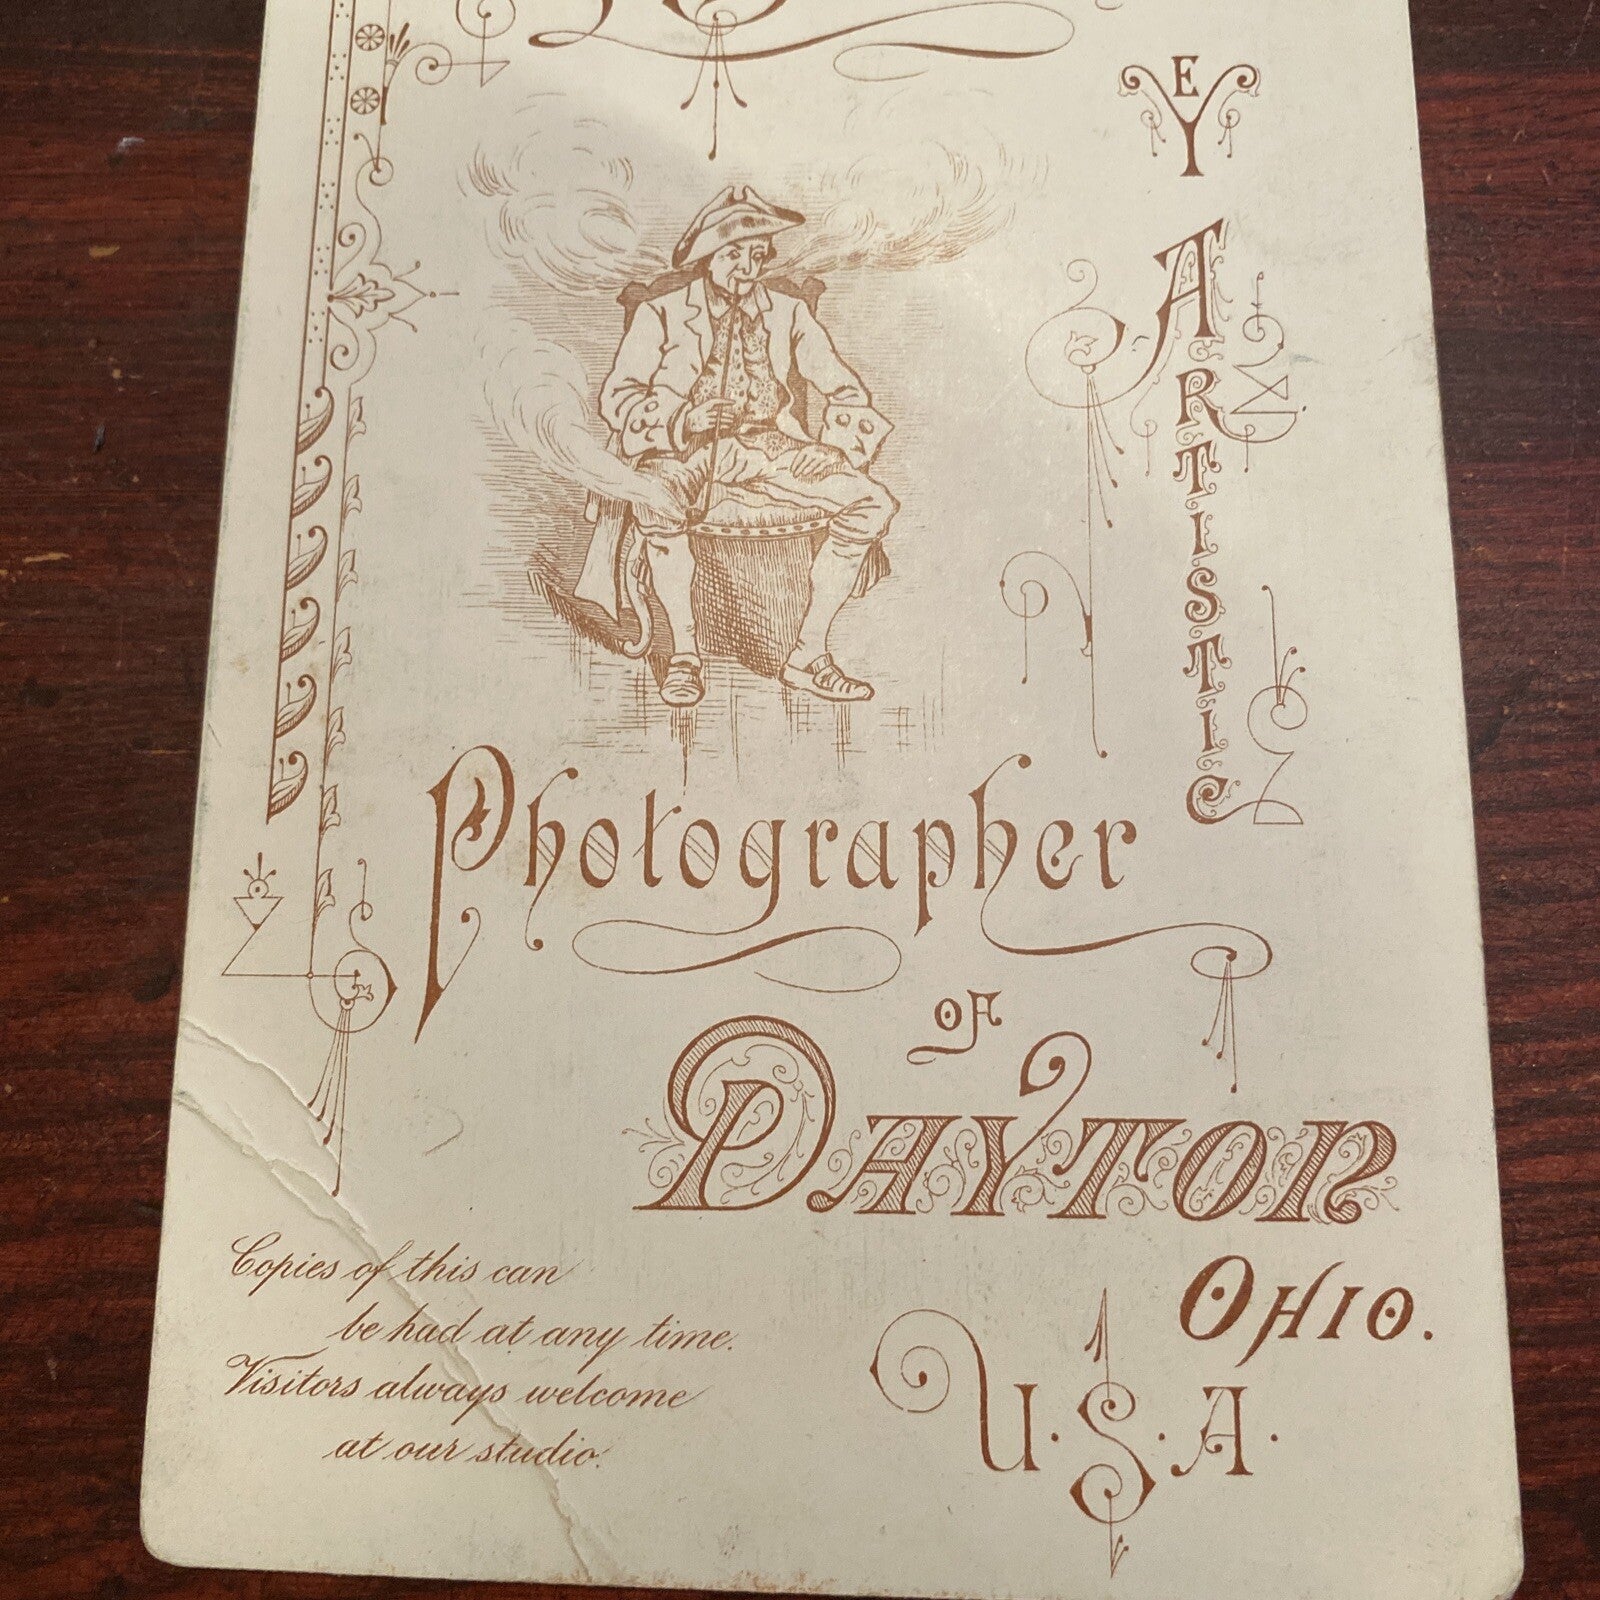 EY
ARTISTIC
Photographer
OF
DAYTON
OHIO.
U.S.A.
Copies of this can
be had at any time.
Visitors always welcome
at our studio.